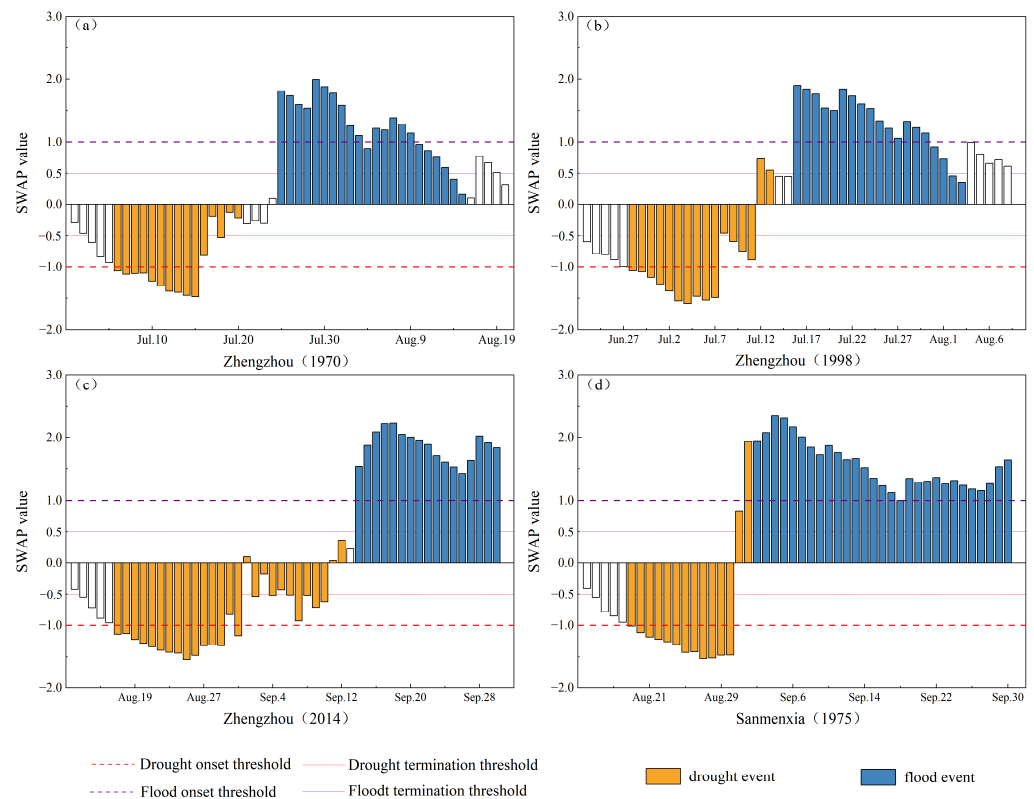 (a)
3.0
2.0
1.0
0.5
0.0
−0.5
−1.0
−2.0
SWAP value
Jul.10 Jul.20 Jul.30 Aug.9 Aug.19
Zhengzhou（1970）
(b)
3.0
2.0
1.0
0.5
0.0
−0.5
−1.0
−2.0
SWAP value
Jun.27 Jul.2 Jul.7 Jul.12 Jul.17 Jul.22 Jul.27 Aug.1 Aug.6
Zhengzhou（1998）
(c)
3.0
2.0
1.0
0.5
0.0
−0.5
−1.0
−2.0
SWAP value
Aug.19 Aug.27 Sep.4 Sep.12 Sep.20 Sep.28
Zhengzhou（2014）
(d)
3.0
2.0
1.0
0.5
0.0
−0.5
−1.0
−2.0
SWAP value
Aug.21 Aug.29 Sep.6 Sep.14 Sep.22 Sep.30
Sanmenxia（1975）
Drought onset threshold
Drought termination threshold
Flood onset threshold
Floodt termination threshold
drought event
flood event